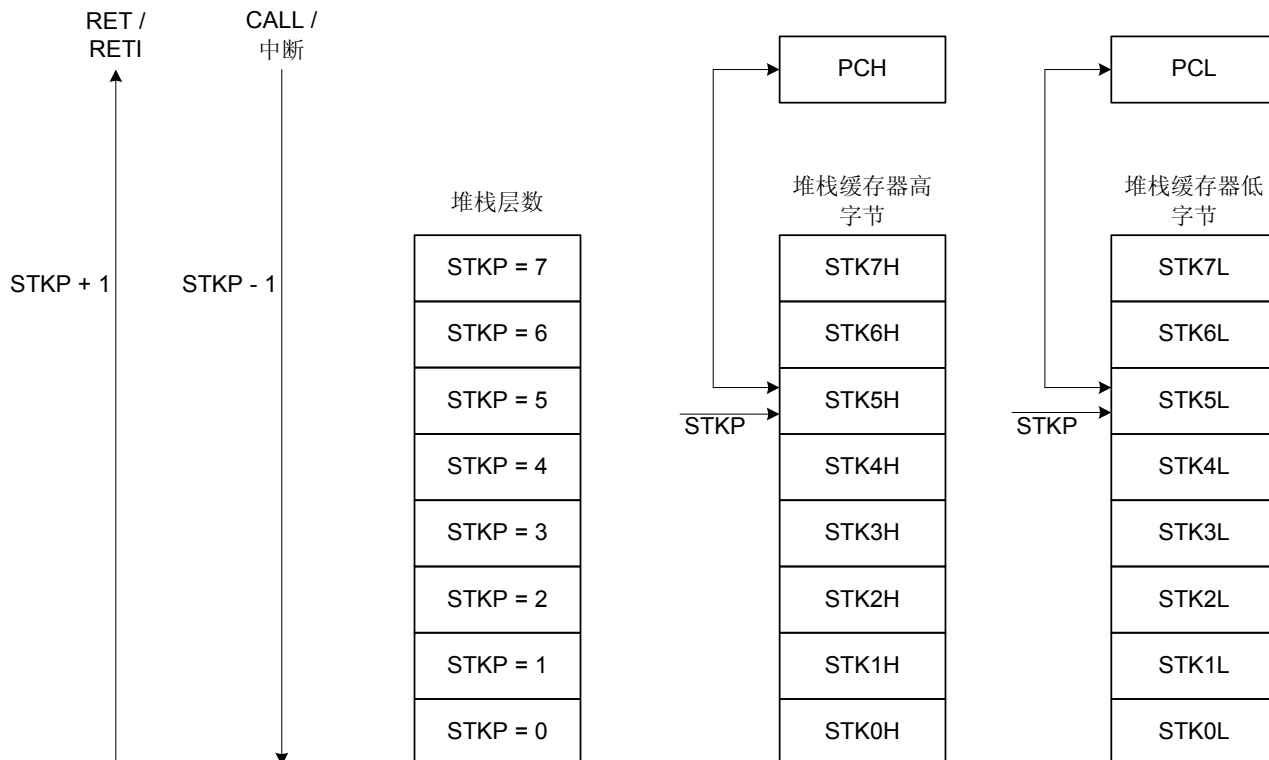 RET /
RETI
CALL /
中断
PCH
PCL
堆栈层数
堆栈缓存器高
字节
堆栈缓存器低
字节
STKP + 1
STKP - 1
STKP = 7
STK7H
STK7L
STKP = 6
STK6H
STK6L
STKP = 5
STK5H
STK5L
STKP
STKP
STKP = 4
STK4H
STK4L
STKP = 3
STK3H
STK3L
STKP = 2
STK2H
STK2L
STKP = 1
STK1H
STK1L
STKP = 0
STK0H
STK0L